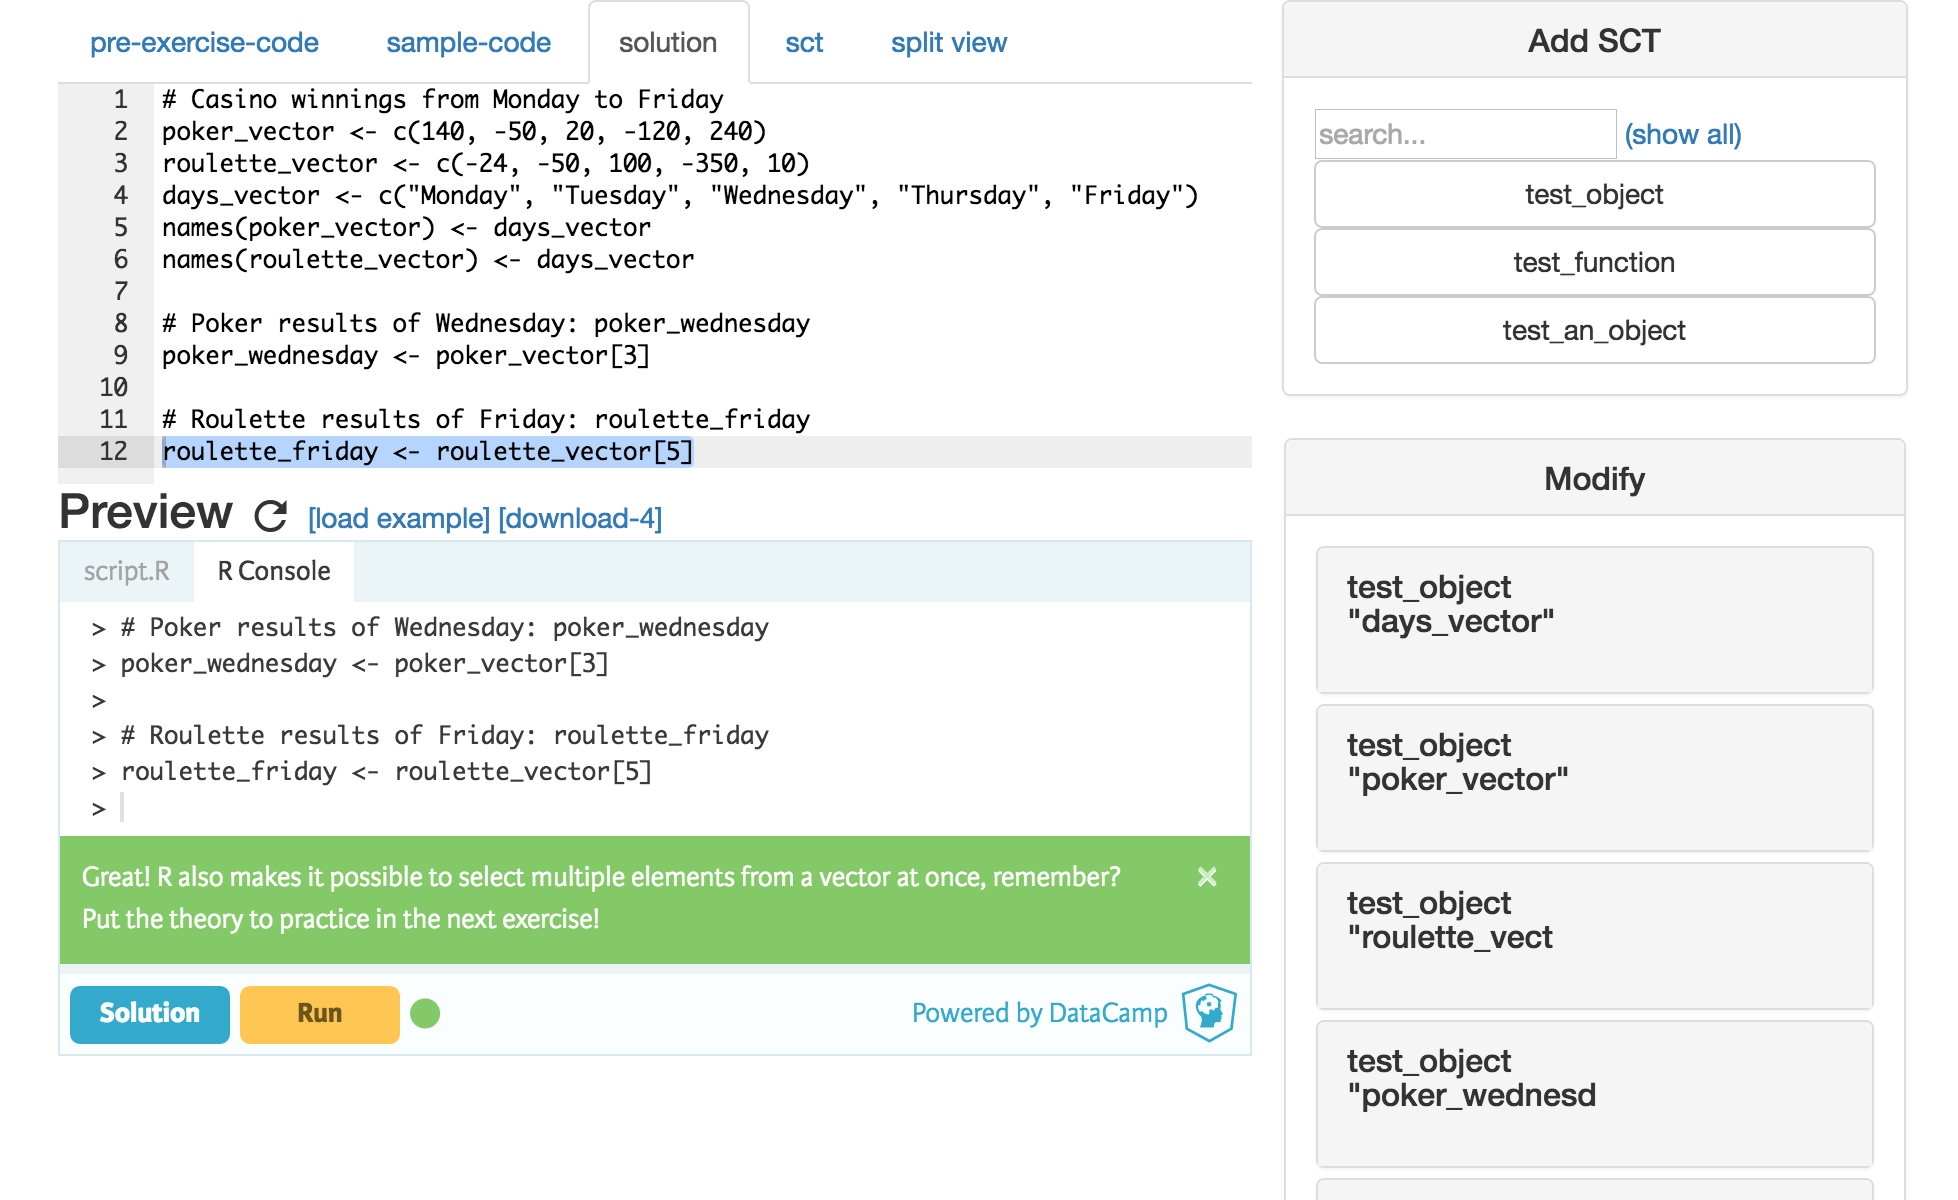 pre-exercise-code sample-code solution sct split view
1 # Casino winnings from Monday to Friday
2 poker_vector <- c(140, -50, 20, -120, 240)
3 roulette_vector <- c(-24, -50, 100, -350, 10)
4 days_vector <- c("Monday", "Tuesday", "Wednesday", "Thursday", "Friday")
5 names(poker_vector) <- days_vector
6 names(roulette_vector) <- days_vector
7
8 # Poker results of Wednesday: poker_wednesday
9 poker_wednesday <- poker_vector[3]
10
11 # Roulette results of Friday: roulette_friday
12 roulette_friday <- roulette_vector[5]
Preview [load example] [download-4]
script.R R Console
> # Poker results of Wednesday: poker_wednesday
> poker_wednesday <- poker_vector[3]
>
> # Roulette results of Friday: roulette_friday
> roulette_friday <- roulette_vector[5]
>
Great! R also makes it possible to select multiple elements from a vector at once, remember?
Put the theory to practice in the next exercise!
Solution Run Powered by DataCamp
Add SCT
search... (show all)
test_object
test_function
test_an_object
Modify
test_object
"days_vector"
test_object
"poker_vector"
test_object
"roulette_vect
test_object
"poker_wednesd